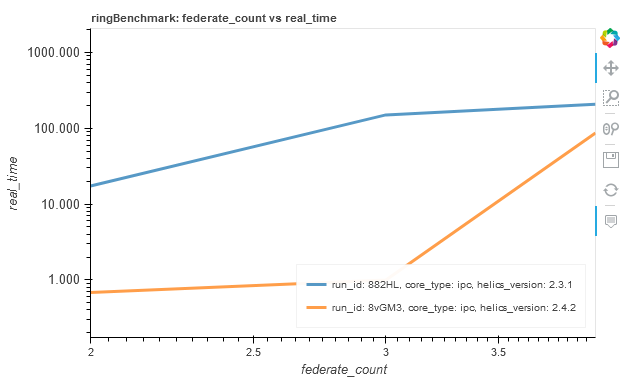 ringBenchmark: federate_count vs real_time
1000.000
100.000
10.000
1.000
real_time
run_id: 882HL, core_type: ipc, helics_version: 2.3.1
run_id: 8vGM3, core_type: ipc, helics_version: 2.4.2
2
2.5
3
3.5
federate_count